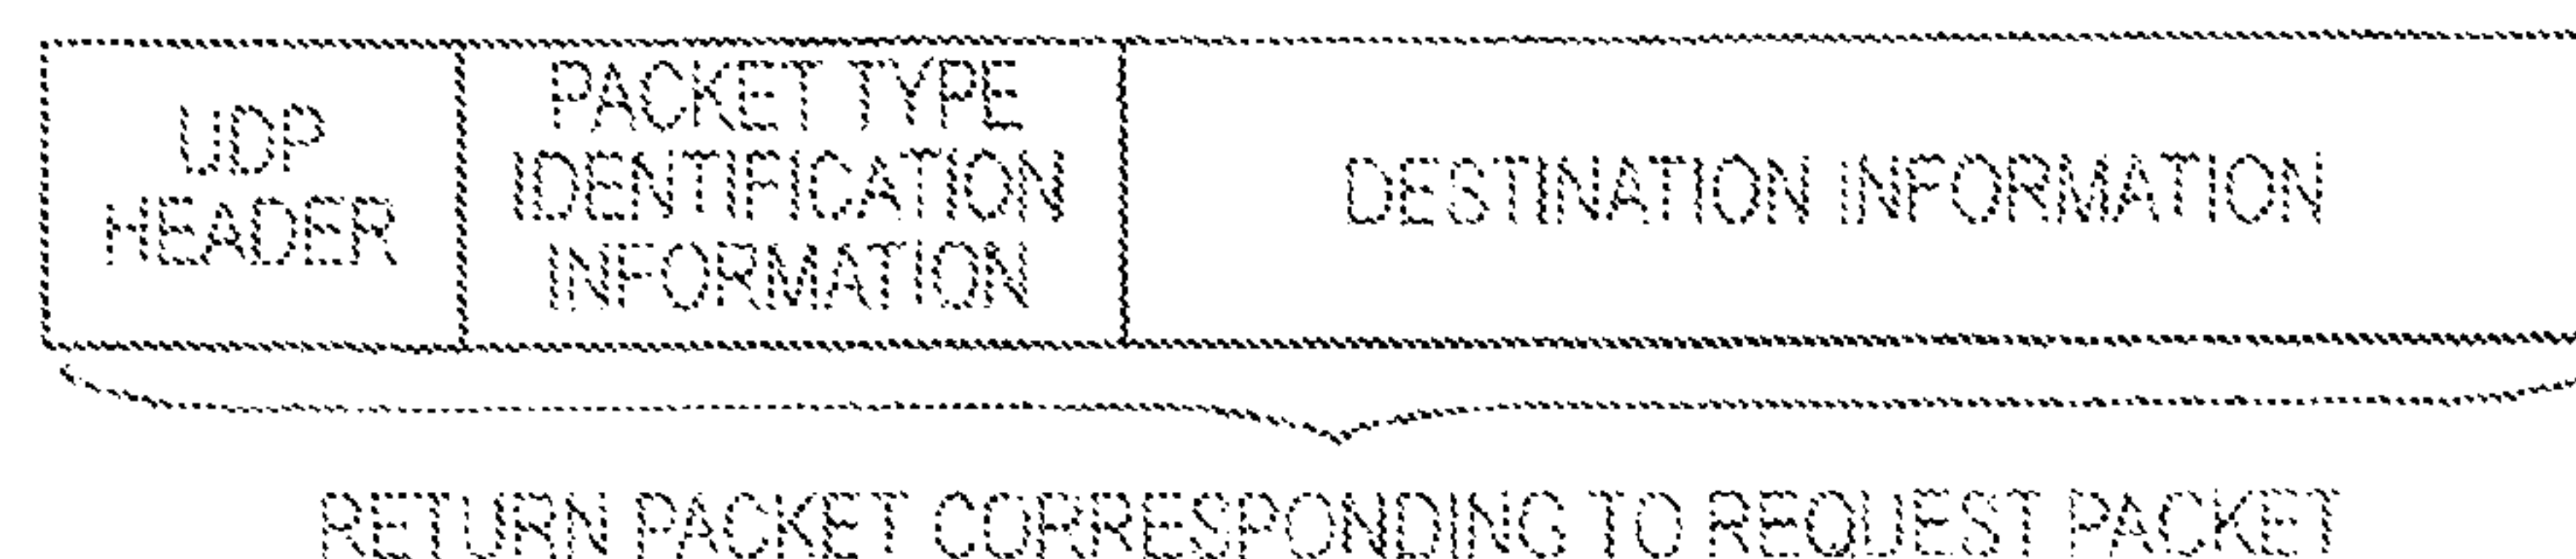 UDP
HEADER
PACKET TYPE
IDENTIFICATION
INFORMATION
DESTINATION INFORMATION
RETURN PACKET CORRESPONDING TO REQUEST PACKET